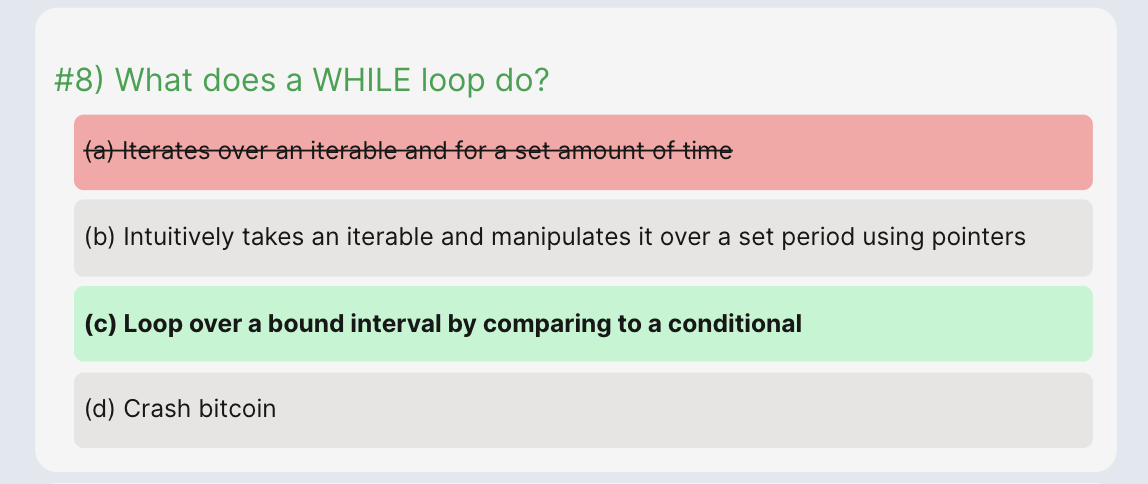 #8) What does a WHILE loop do?
(a) Iterates over an iterable and for a set amount of time
(b) Intuitively takes an iterable and manipulates it over a set period using pointers
(c) Loop over a bound interval by comparing to a conditional
(d) Crash bitcoin